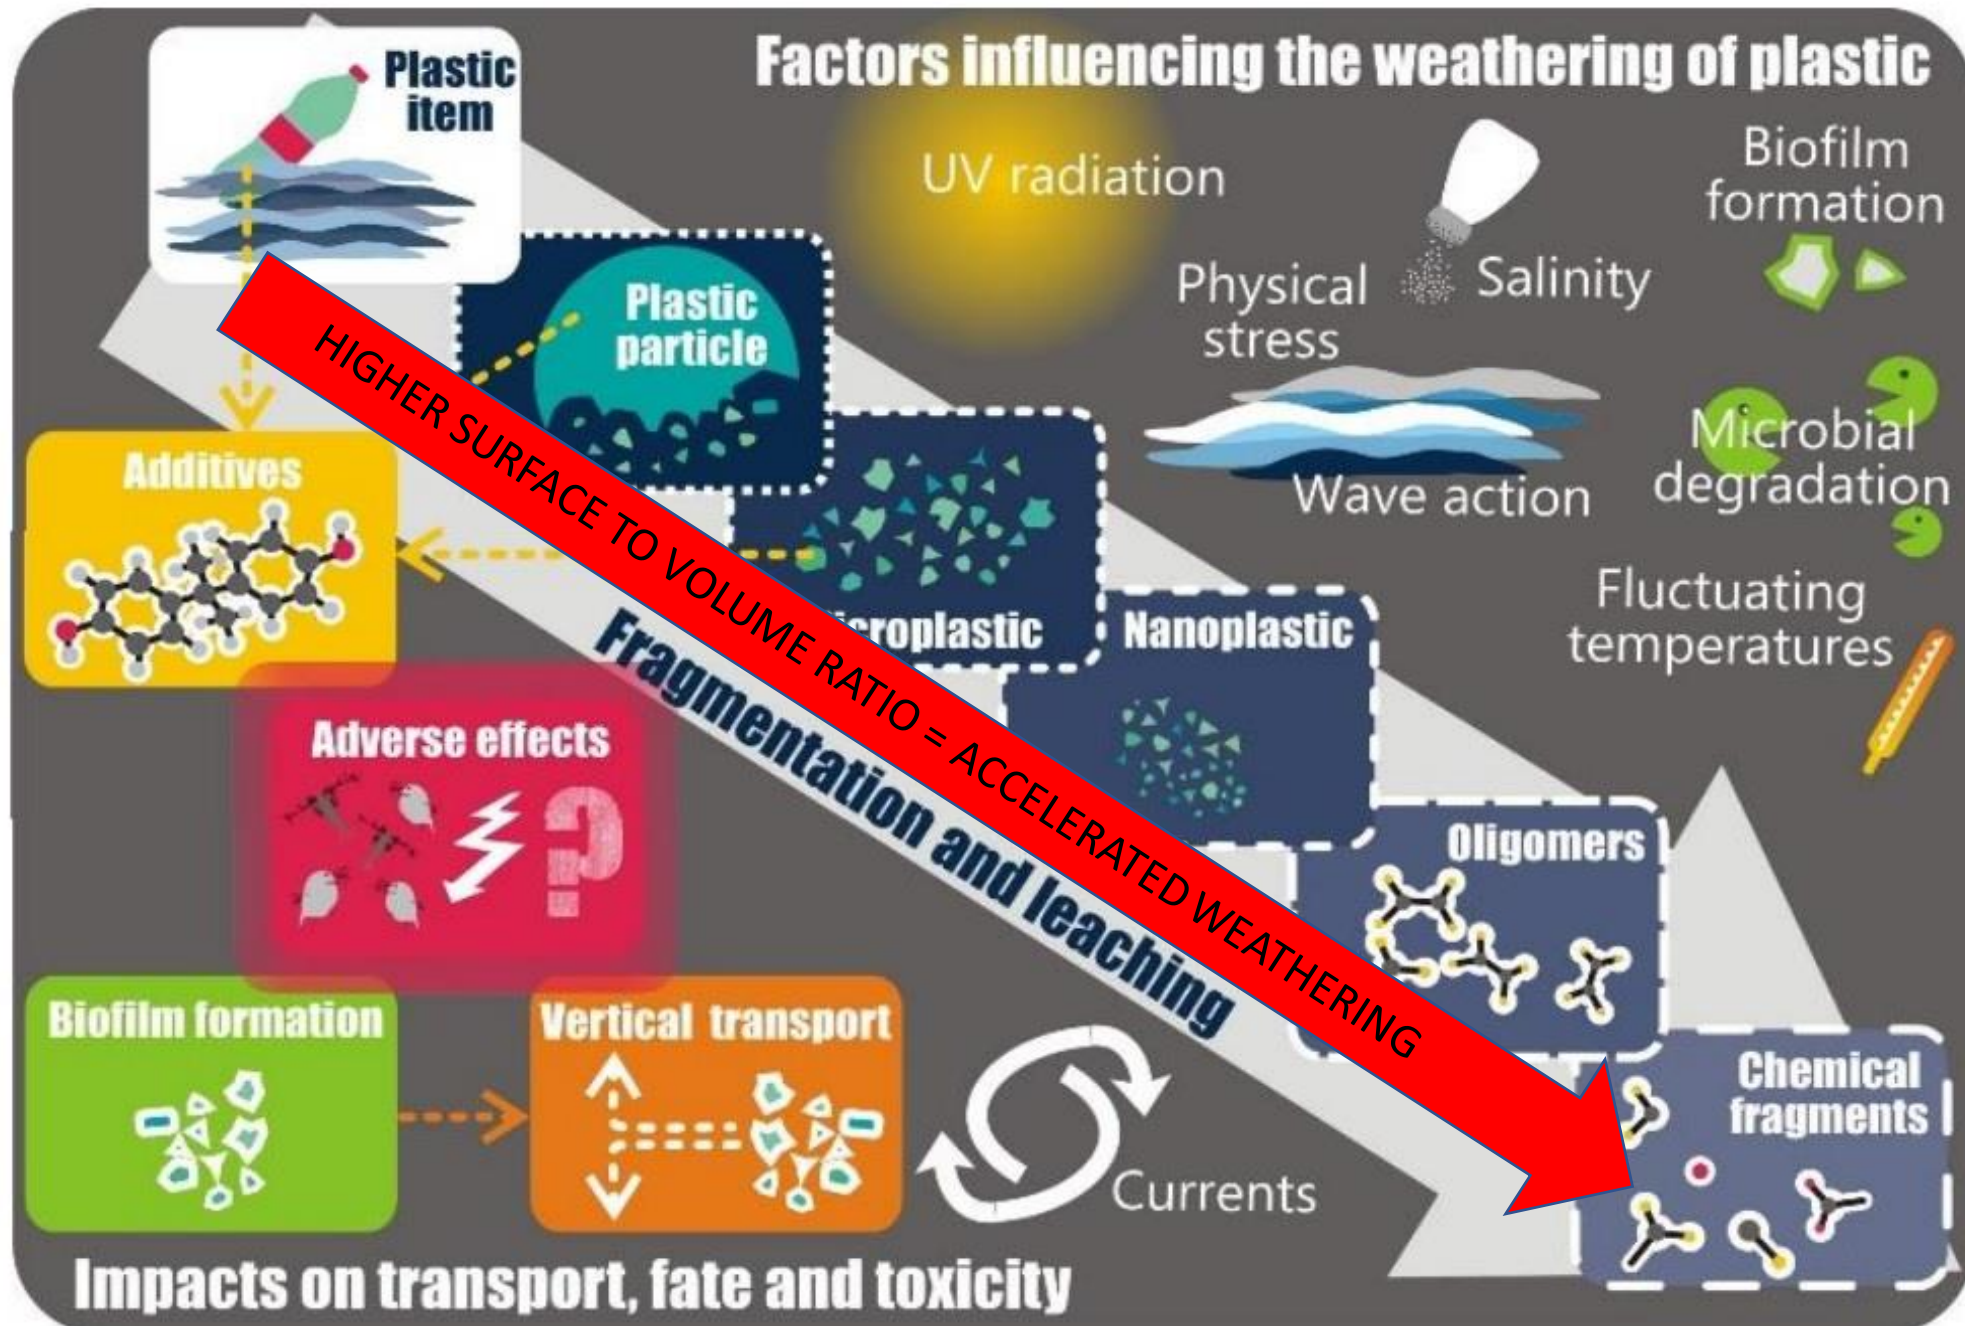 Plastic
item
Factors influencing the weathering of plastic
UV radiation
Salinity
Biofilm
formation
Physical
stress
Wave action
Microbial
degradation
Fluctuating
temperatures
Plastic
particle
HIGHER SURFACE TO VOLUME RATIO = ACCELERATED WEATHERING
Additives
icroplastic
Nanoplastic
Fragmentation and leaching
Oligomers
Chemical
fragments
Adverse effects
?
Biofilm formation
Vertical transport
Currents
Impacts on transport, fate and toxicity